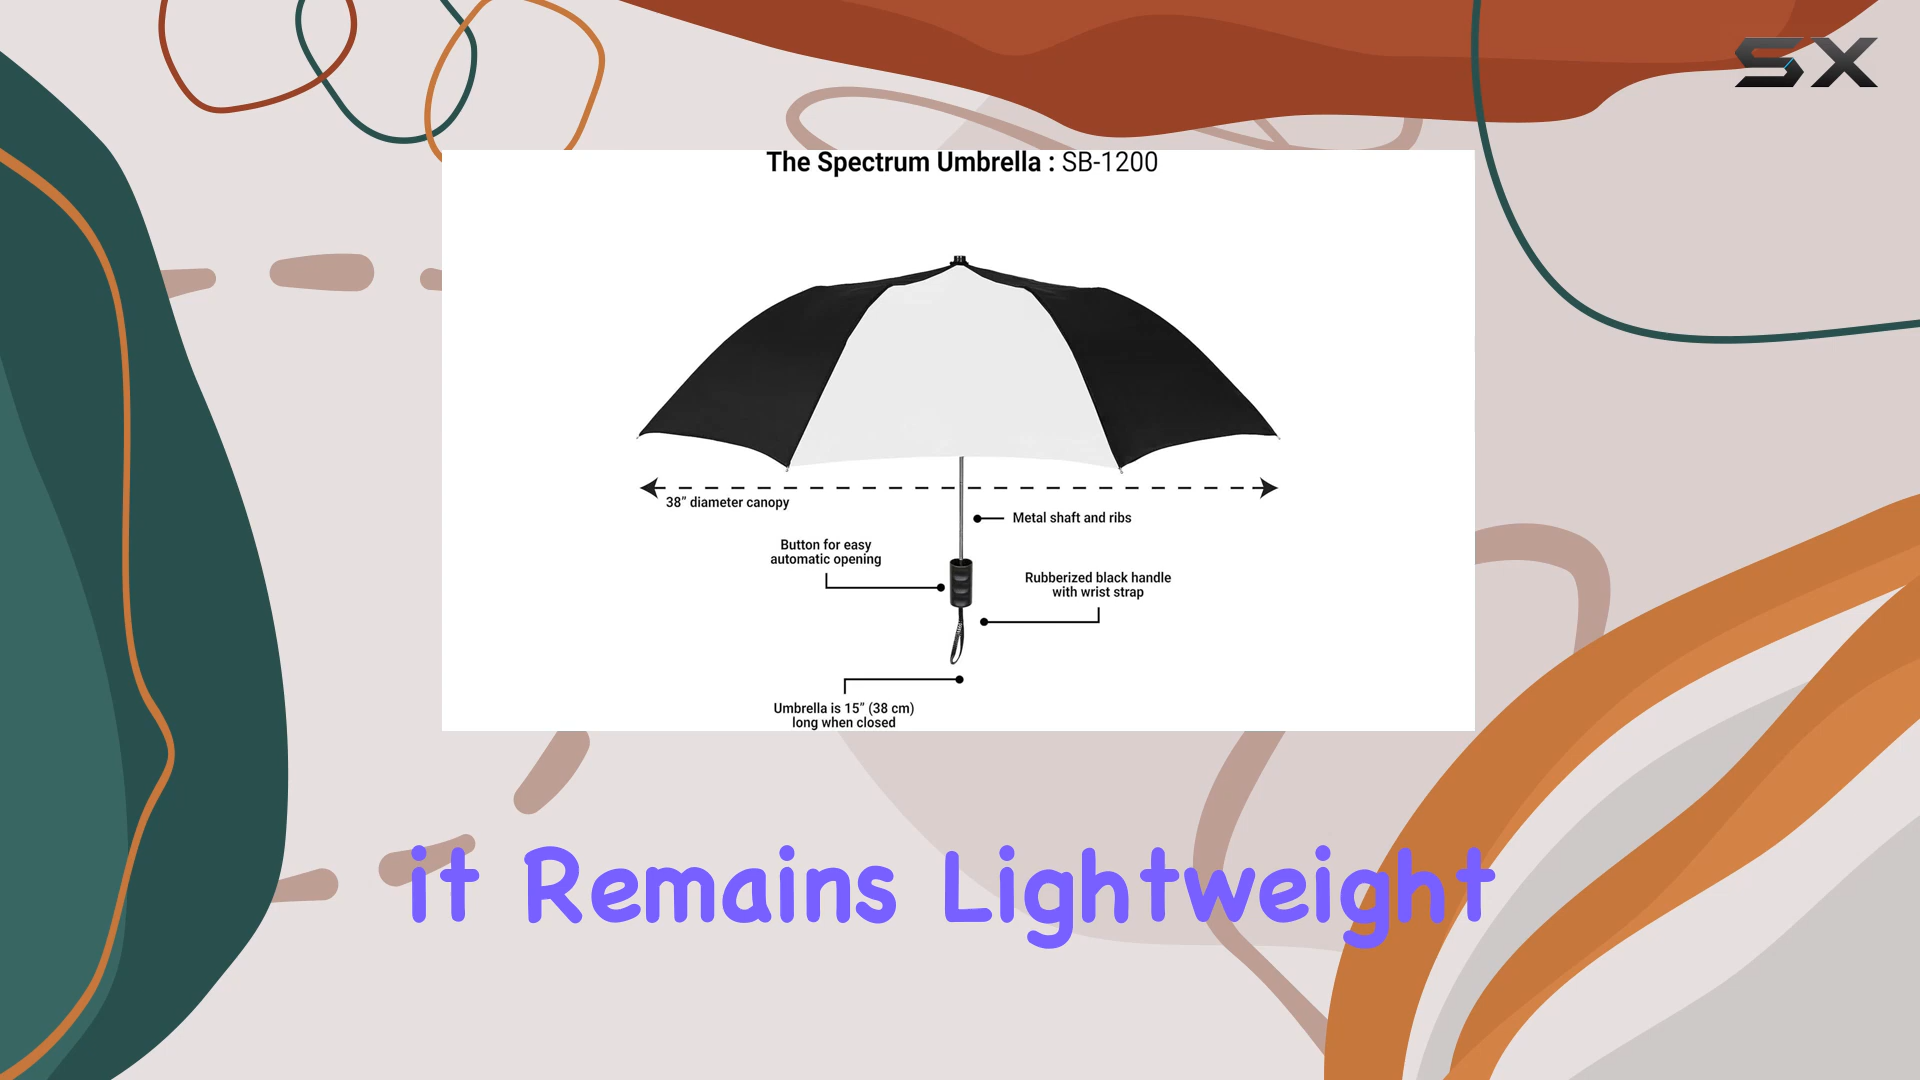 SX
The Spectrum Umbrella : SB-1200
38” diameter canopy
Metal shaft and ribs
Button for easy
automatic opening
Rubberized black handle
with wrist strap
Umbrella is 15” (38 cm)
long when closed
it Remains Lightweight